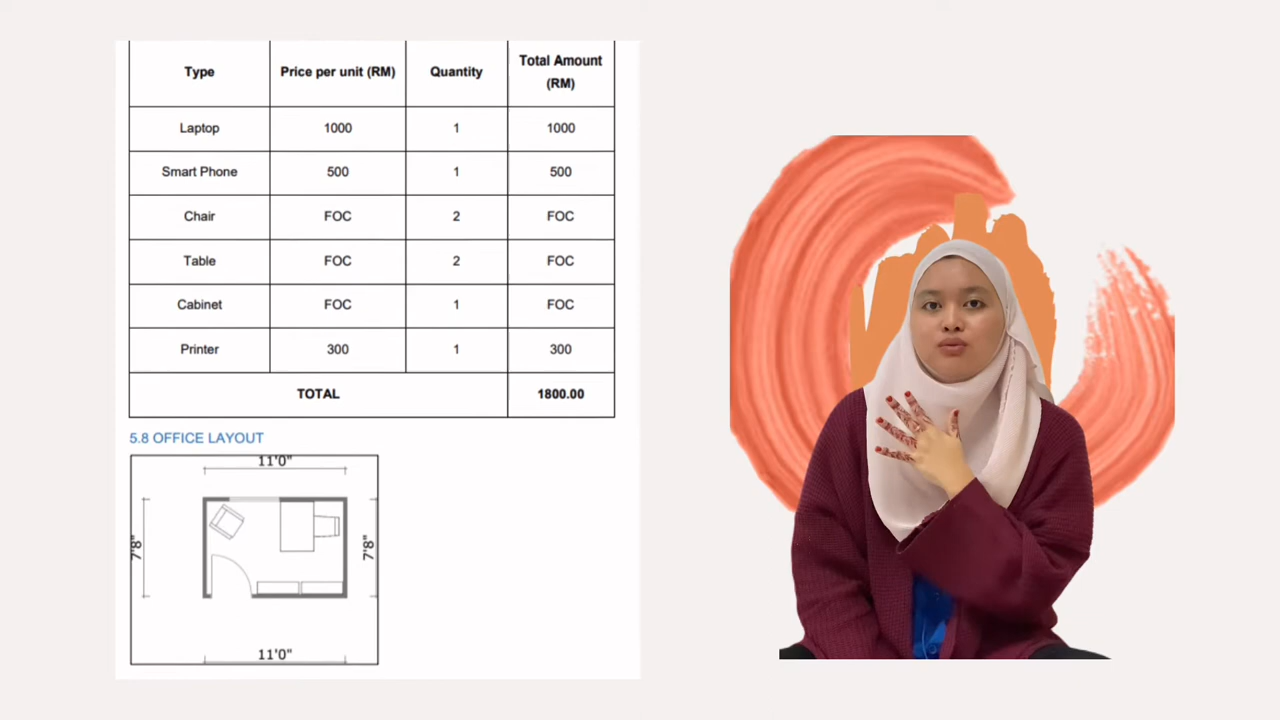 Type Price per unit (RM) Quantity Total Amount (RM)
Laptop 1000 1 1000
Smart Phone 500 1 500
Chair FOC 2 FOC
Table FOC 2 FOC
Cabinet FOC 1 FOC
Printer 300 1 300
TOTAL 1800.00
5.8 OFFICE LAYOUT
11'0"
7'8" 7'8"
11'0"